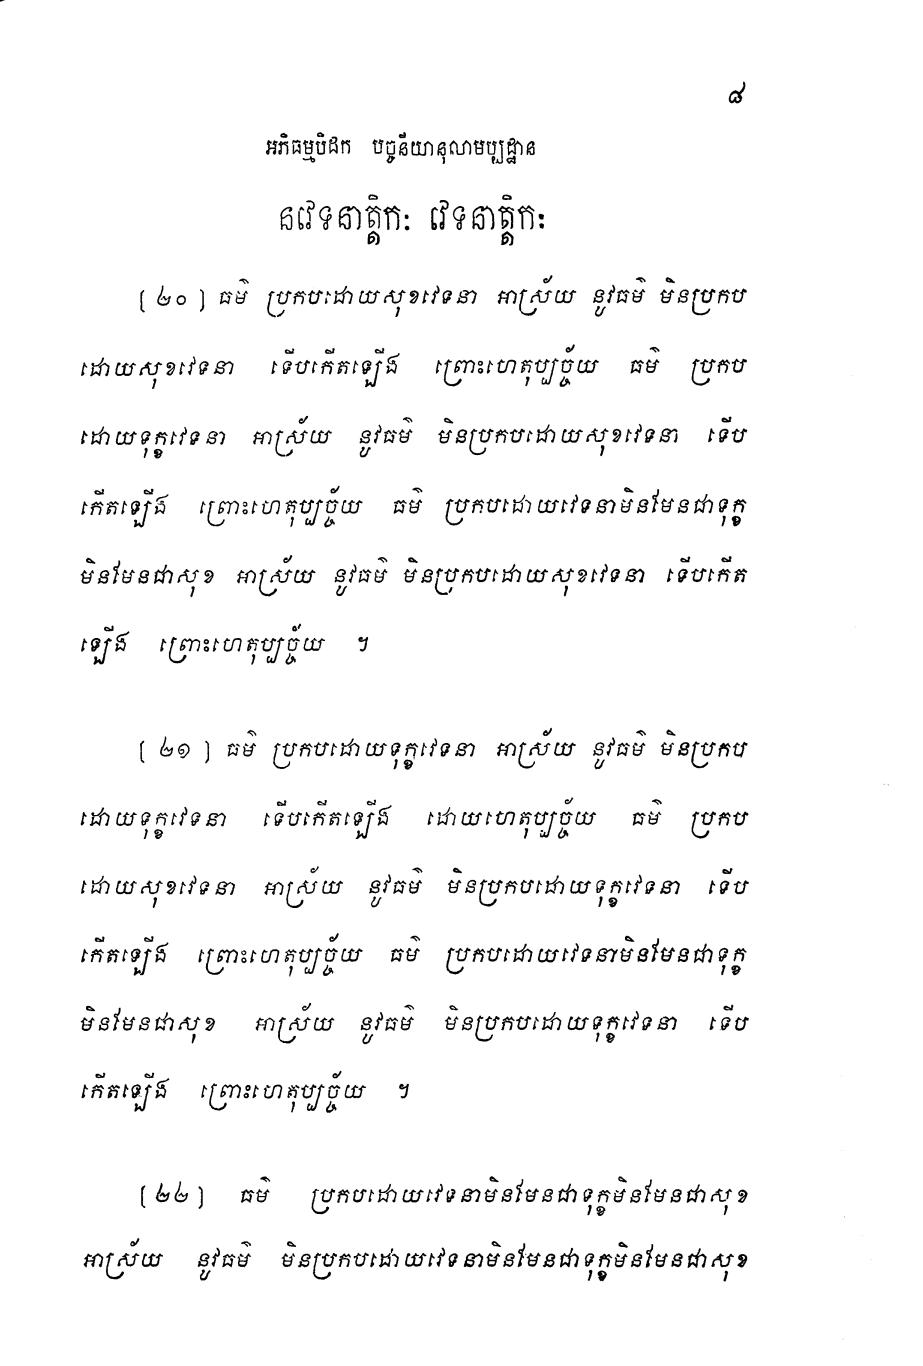 ៨
អភិធម្មបិដក បច្ចនីយានុលោមប្បដ្ឋាន
នវេទនាត្តិកៈ វេទនាត្តិកៈ
[ ២០ ] ធម៌ ប្រកបដោយសុខវេទនា អាស្រ័យ នូវធម៌ មិនប្រកប
ដោយសុខវេទនា ទើបកើតឡើង ព្រោះហេតុប្បច្ច័យ ធម៌ ប្រកប
ដោយទុក្ខវេទនា អាស្រ័យ នូវធម៌ មិនប្រកបដោយសុខវេទនា ទើប
កើតឡើង ព្រោះហេតុប្បច្ច័យ ធម៌ ប្រកបដោយវេទនាមិនមែនជាទុក្ខ
មិនមែនជាសុខ អាស្រ័យ នូវធម៌ មិនប្រកបដោយសុខវេទនា ទើបកើត
ឡើង ព្រោះហេតុប្បច្ច័យ ។
[ ២១ ] ធម៌ ប្រកបដោយទុក្ខវេទនា អាស្រ័យ នូវធម៌ មិនប្រកប
ដោយទុក្ខវេទនា ទើបកើតឡើង ដោយហេតុប្បច្ច័យ ធម៌ ប្រកប
ដោយសុខវេទនា អាស្រ័យ នូវធម៌ មិនប្រកបដោយទុក្ខវេទនា ទើប
កើតឡើង ព្រោះហេតុប្បច្ច័យ ធម៌ ប្រកបដោយវេទនាមិនមែនជាទុក្ខ
មិនមែនជាសុខ អាស្រ័យ នូវធម៌ មិនប្រកបដោយទុក្ខវេទនា ទើប
កើតឡើង ព្រោះហេតុប្បច្ច័យ ។
[ ២២ ] ធម៌ ប្រកបដោយវេទនាមិនមែនជាទុក្ខមិនមែនជាសុខ
អាស្រ័យ នូវធម៌ មិនប្រកបដោយវេទនាមិនមែនជាទុក្ខមិនមែនជាសុខ